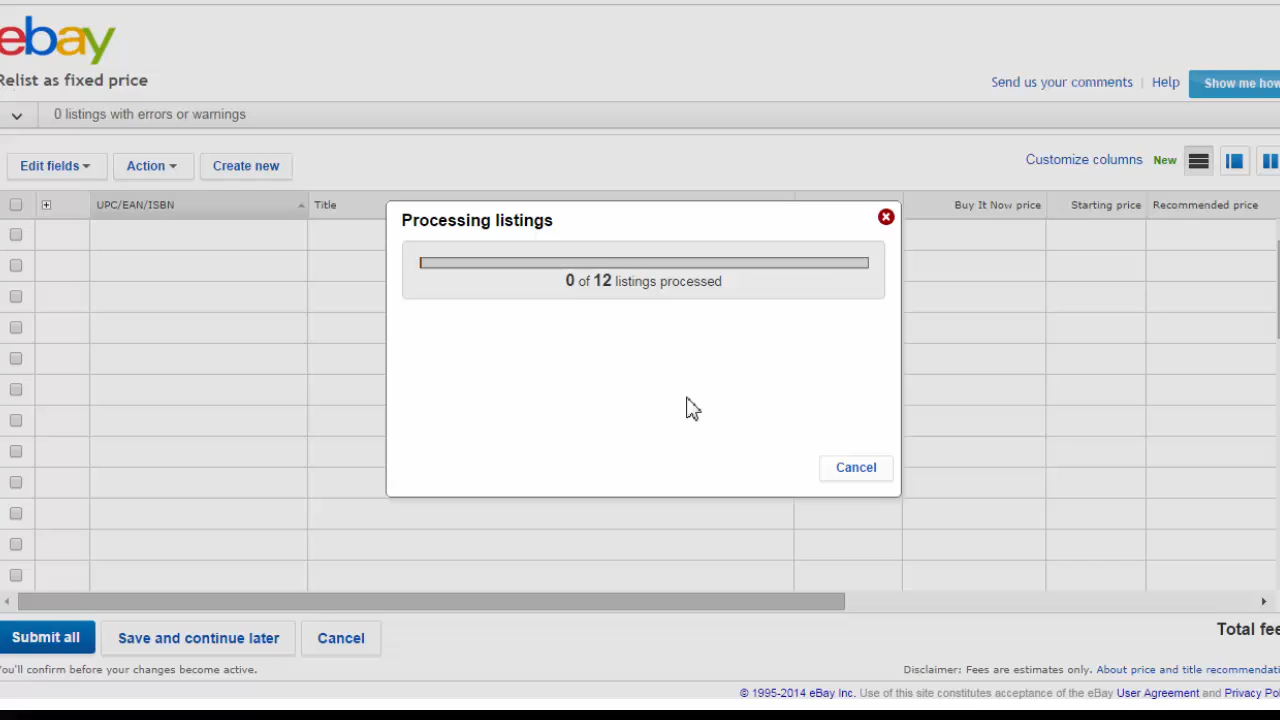 ebay
Relist as fixed price
Send us your comments | Help Show me how
0 listings with errors or warnings
Edit fields Action Create new
Customize columns New
UPC/EAN/ISBN Title Buy It Now price Starting price Recommended price
Processing listings
0 of 12 listings processed
Cancel
Submit all Save and continue later Cancel
Total fee
You'll confirm before your changes become active.
Disclaimer: Fees are estimates only. About price and title recommendati
© 1995-2014 eBay Inc. Use of this site constitutes acceptance of the eBay User Agreement and Privacy Pol